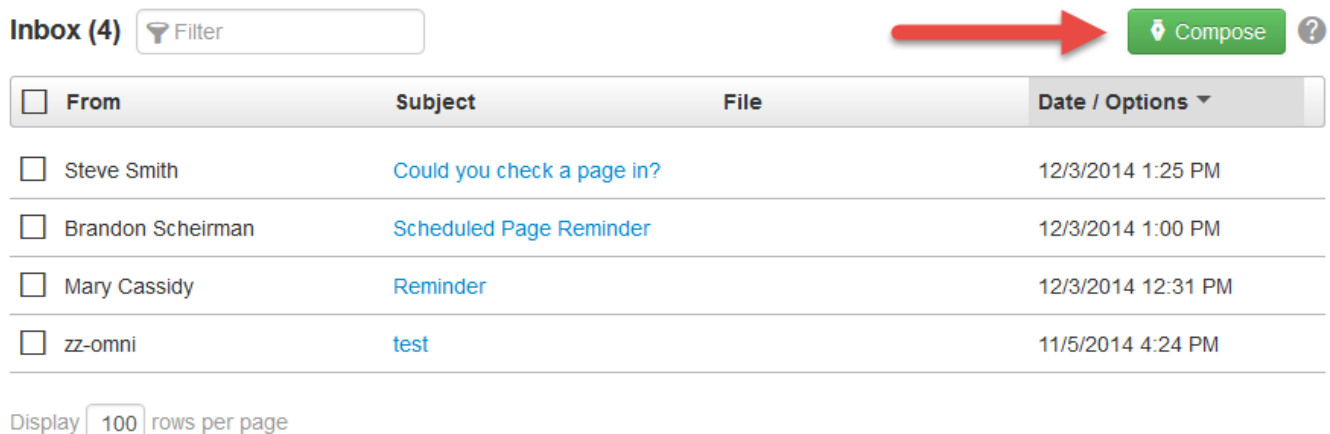 Inbox (4) Filter Compose ?
From Subject File Date / Options
Steve Smith Could you check a page in? 12/3/2014 1:25 PM
Brandon Scheirman Scheduled Page Reminder 12/3/2014 1:00 PM
Mary Cassidy Reminder 12/3/2014 12:31 PM
zz-omni test 11/5/2014 4:24 PM
Display 100 rows per page